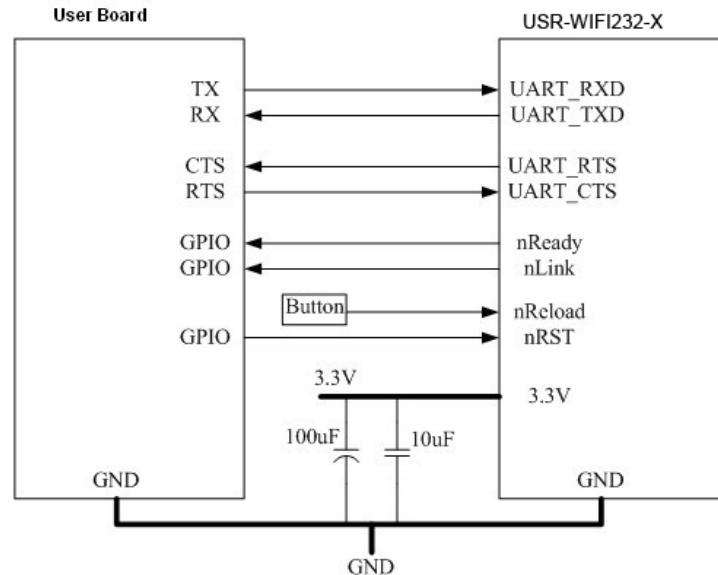 User Board
USR-WIFI232-X
TX
UART_RXD
RX
UART_TXD
CTS
UART_RTS
RTS
UART_CTS
GPIO
nReady
GPIO
nLink
Button
nReload
GPIO
nRST
3.3V
3.3V
100uF
10uF
GND
GND
GND